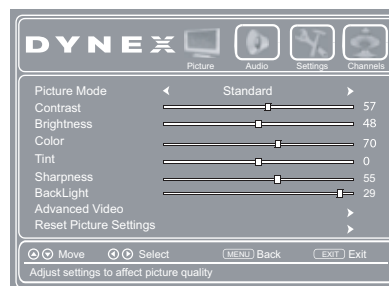 DYNEX
Picture Audio Settings Channels
Picture Mode Standard
Contrast 57
Brightness 48
Color 70
Tint 0
Sharpness 55
BackLight 29
Advanced Video
Reset Picture Settings
Move Select MENU Back EXIT Exit
Adjust settings to affect picture quality